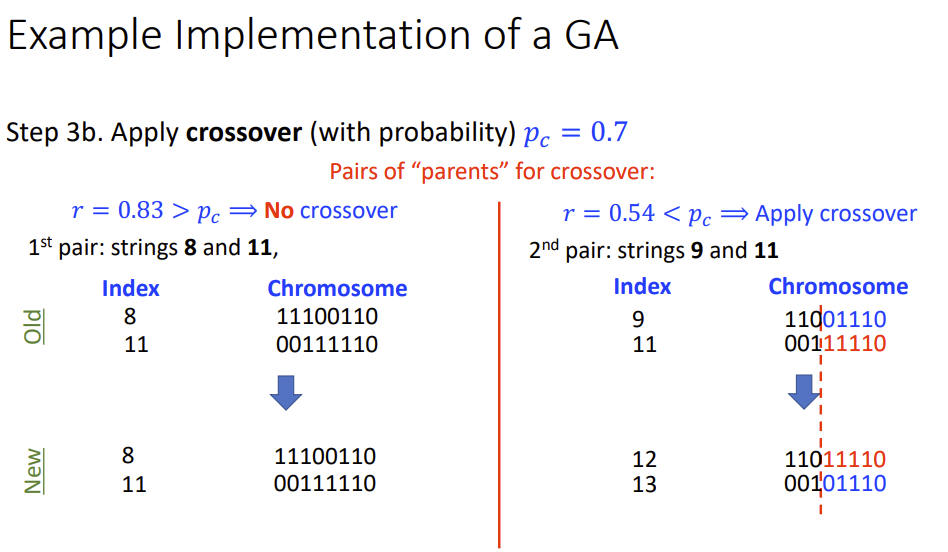 Example Implementation of a GA
Step 3b. Apply crossover (with probability) p_c = 0.7
Pairs of “parents” for crossover:
r = 0.83 > p_c ⟹ No crossover
1st pair: strings 8 and 11,
Index Chromosome
Old
8 11100110
11 00111110
New
8 11100110
11 00111110
r = 0.54 < p_c ⟹ Apply crossover
2nd pair: strings 9 and 11
Index Chromosome
9 11001110
11 00111110
12 11011110
13 00101110